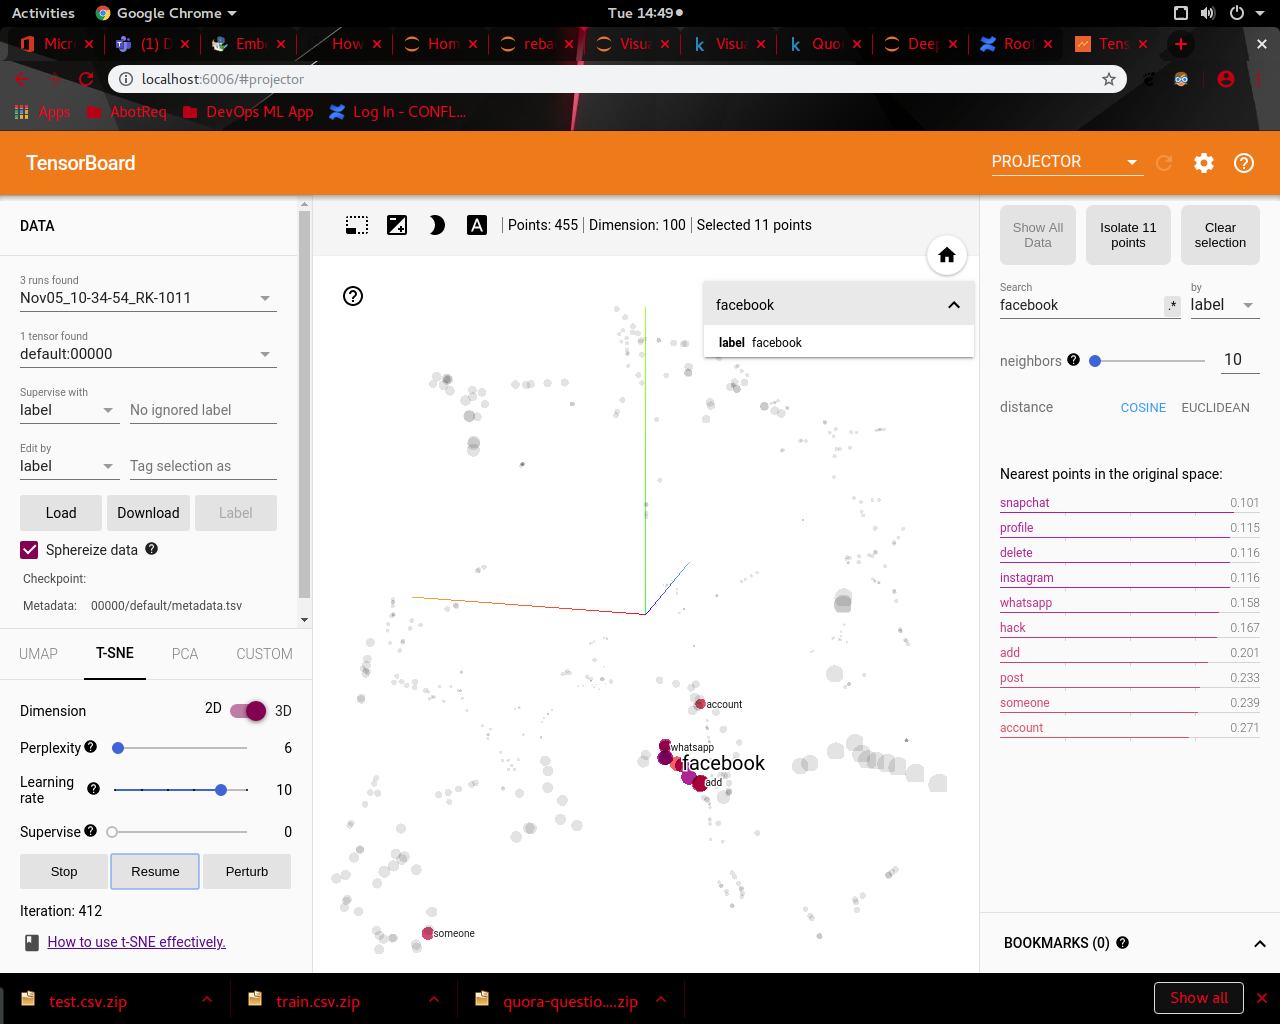 Activities Google Chrome Tue 14:49
Micr (1) D Embe How Hom reba Visua Visua Quo Deep Root Tens
localhost:6006/#projector
Apps AbotReq DevOps ML App Log In - CONFL...
TensorBoard PROJECTOR
DATA
3 runs found
Nov05_10-34-54_RK-1011
1 tensor found
default:00000
Supervise with
label No ignored label
Edit by
label Tag selection as
Load Download Label
Sphereize data
Checkpoint:
Metadata: 00000/default/metadata.tsv
UMAP T-SNE PCA CUSTOM
Dimension 2D 3D
Perplexity 6
Learning
rate 10
Supervise 0
Stop Resume Perturb
Iteration: 412
How to use t-SNE effectively.
A Points: 455 Dimension: 100 Selected 11 points
facebook
label facebook
account
whatsapp
facebook
add
someone
Show All
Data
Isolate 11
points
Clear
selection
Search by
facebook .* label
neighbors 10
distance COSINE EUCLIDEAN
Nearest points in the original space:
snapchat 0.101
profile 0.115
delete 0.116
instagram 0.116
whatsapp 0.158
hack 0.167
add 0.201
post 0.233
someone 0.239
account 0.271
BOOKMARKS (0)
test.csv.zip train.csv.zip quora-questio....zip Show all